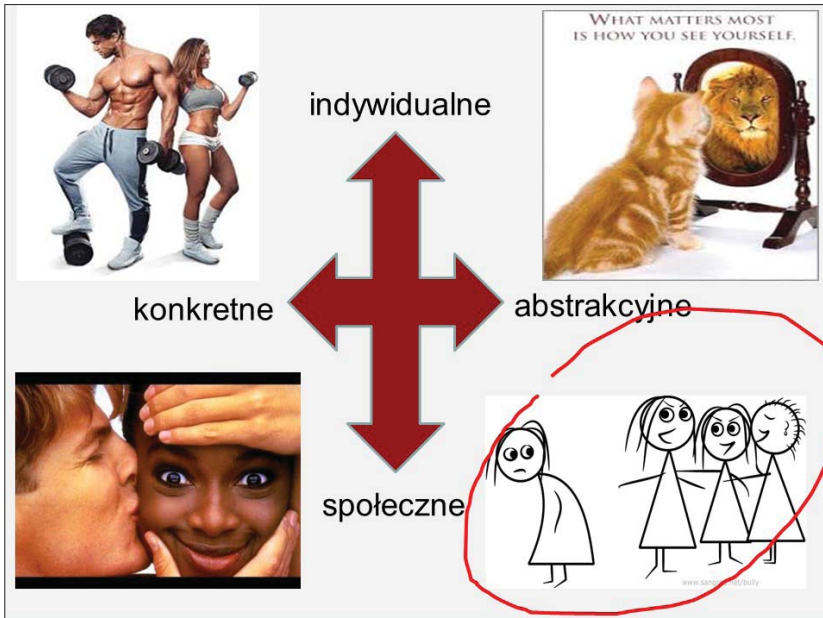 WHAT MATTERS MOST
IS HOW YOU SEE YOURSELF.
indywidualne
konkretne
abstrakcyjne
społeczne